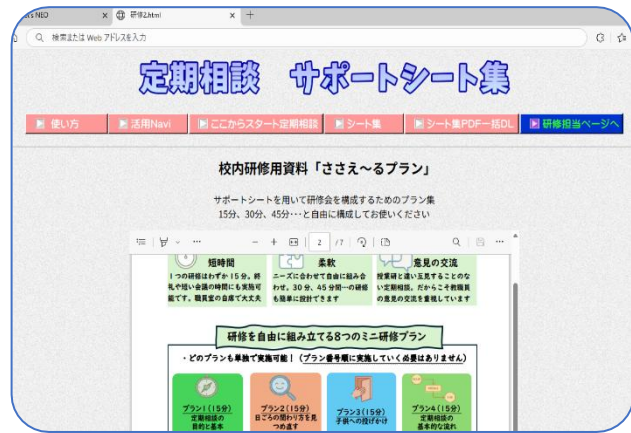 's NEO
研修2.html
検索または Web アドレスを入力
定期相談 サポートシート集
使い方
活用Navi
ここからスタート定期相談
シート集
シート集PDF一括DL
研修担当ページへ
校内研修用資料「ささえ~るプラン」
サポートシートを用いて研修会を構成するためのプラン集
15分、30分、45分・・・と自由に構成してお使いください
2 /7
短時間
1つの研修はわずか15分。終
礼や短い会議の時間にも実施可
能です。職員室の自席で大丈夫
柔軟
ニーズに合わせて自由に組み合
わせ。30分、45分間…の研修
も簡単に設計できます
意見の交流
授業研と違い互見することのな
い定期相談。だからこそ教職員
の意見の交流を重視しています
研修を自由に組み立てる8つのミニ研修プラン
・どのプランも単独で実施可能!(プラン番号順に実施していく必要はありません)
プラン1(15分)
定期相談の
目的と基本
プラン2(15分)
日ごろの関わり方を見
つめ直す
プラン3(15分)
子供への投げかけ
プラン4(15分)
定期相談の
基本的な流れ